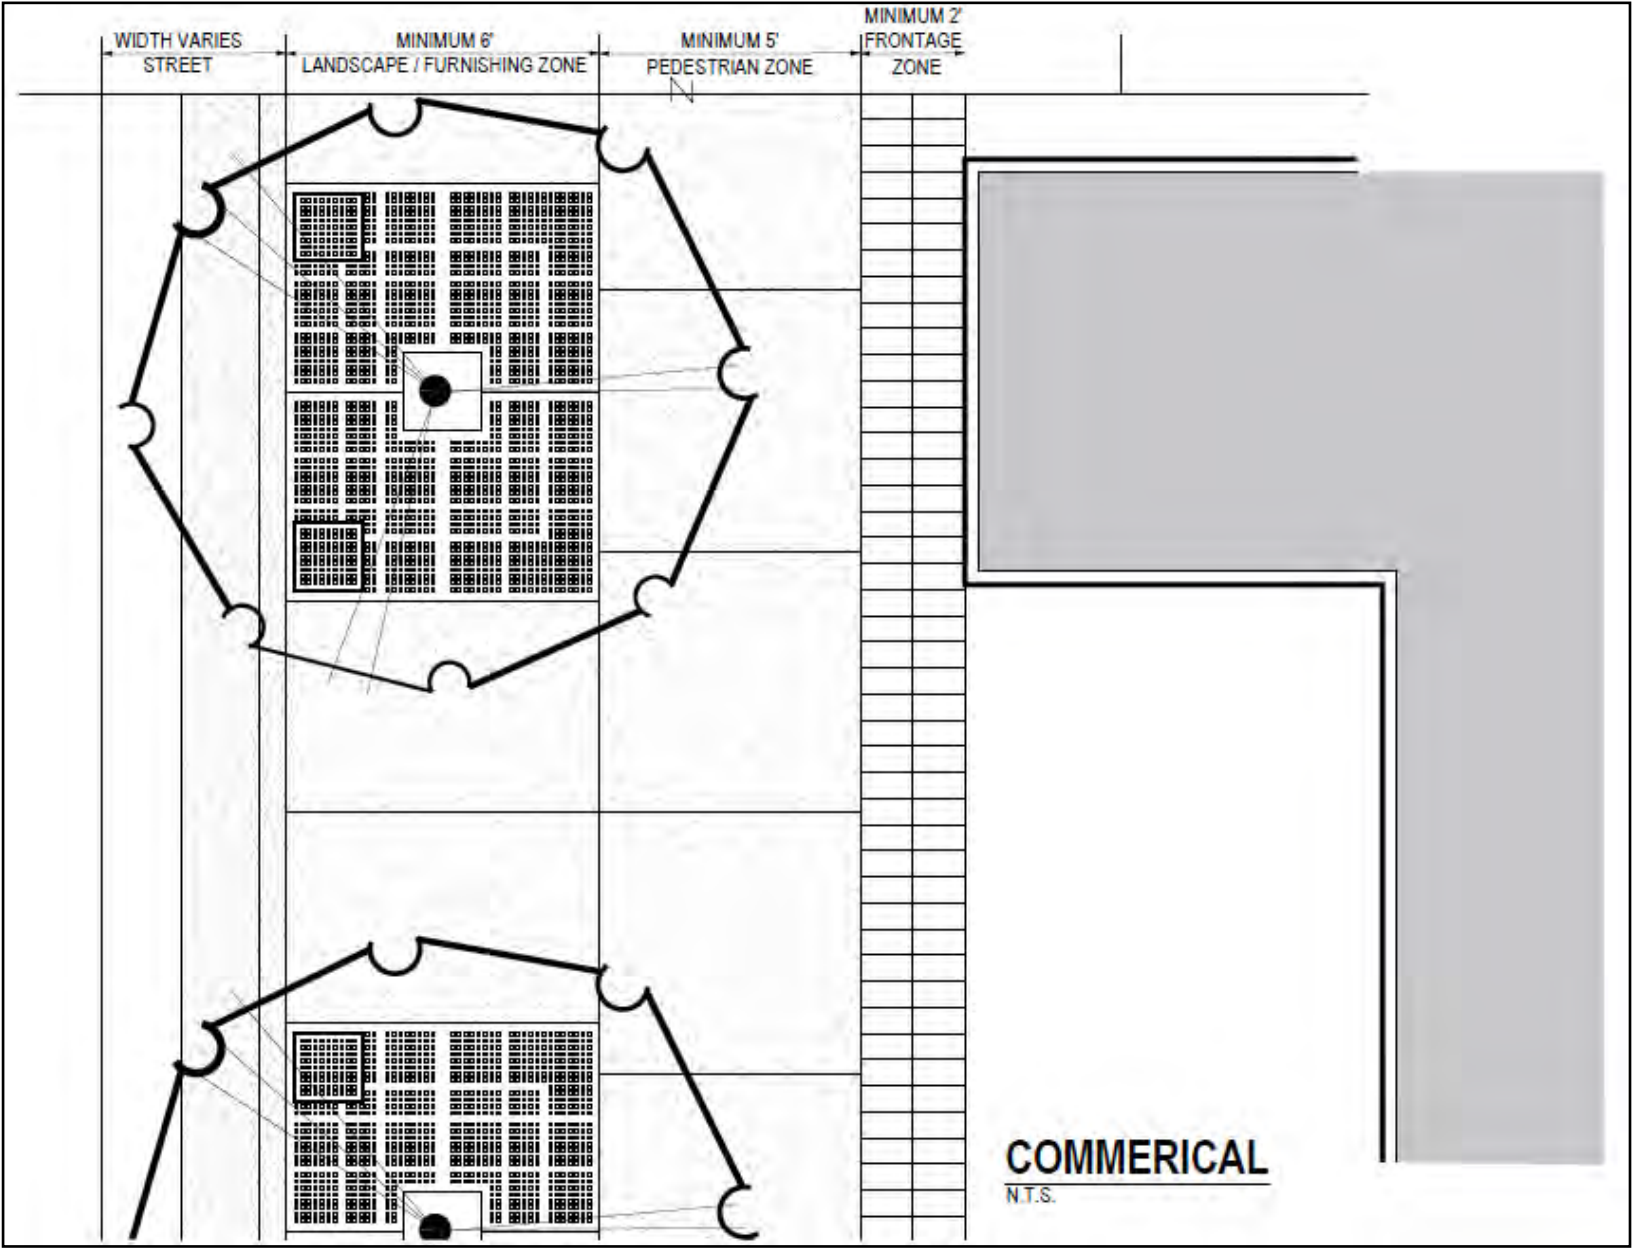 WIDTH VARIES
STREET
MINIMUM 6'
LANDSCAPE / FURNISHING ZONE
MINIMUM 5'
PEDESTRIAN ZONE
MINIMUM 2'
FRONTAGE
ZONE
COMMERICAL
N.T.S.